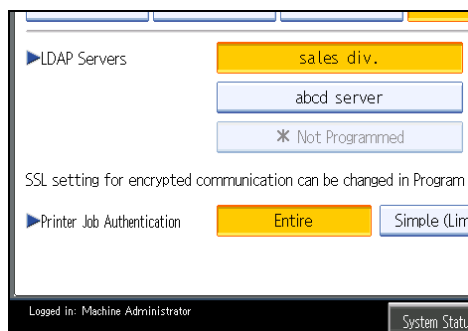 ▶LDAP Servers
sales div.
abcd server
✱ Not Programmed
SSL setting for encrypted communication can be changed in Program
▶Printer Job Authentication
Entire
Simple (Lim
Logged in: Machine Administrator
System Statu